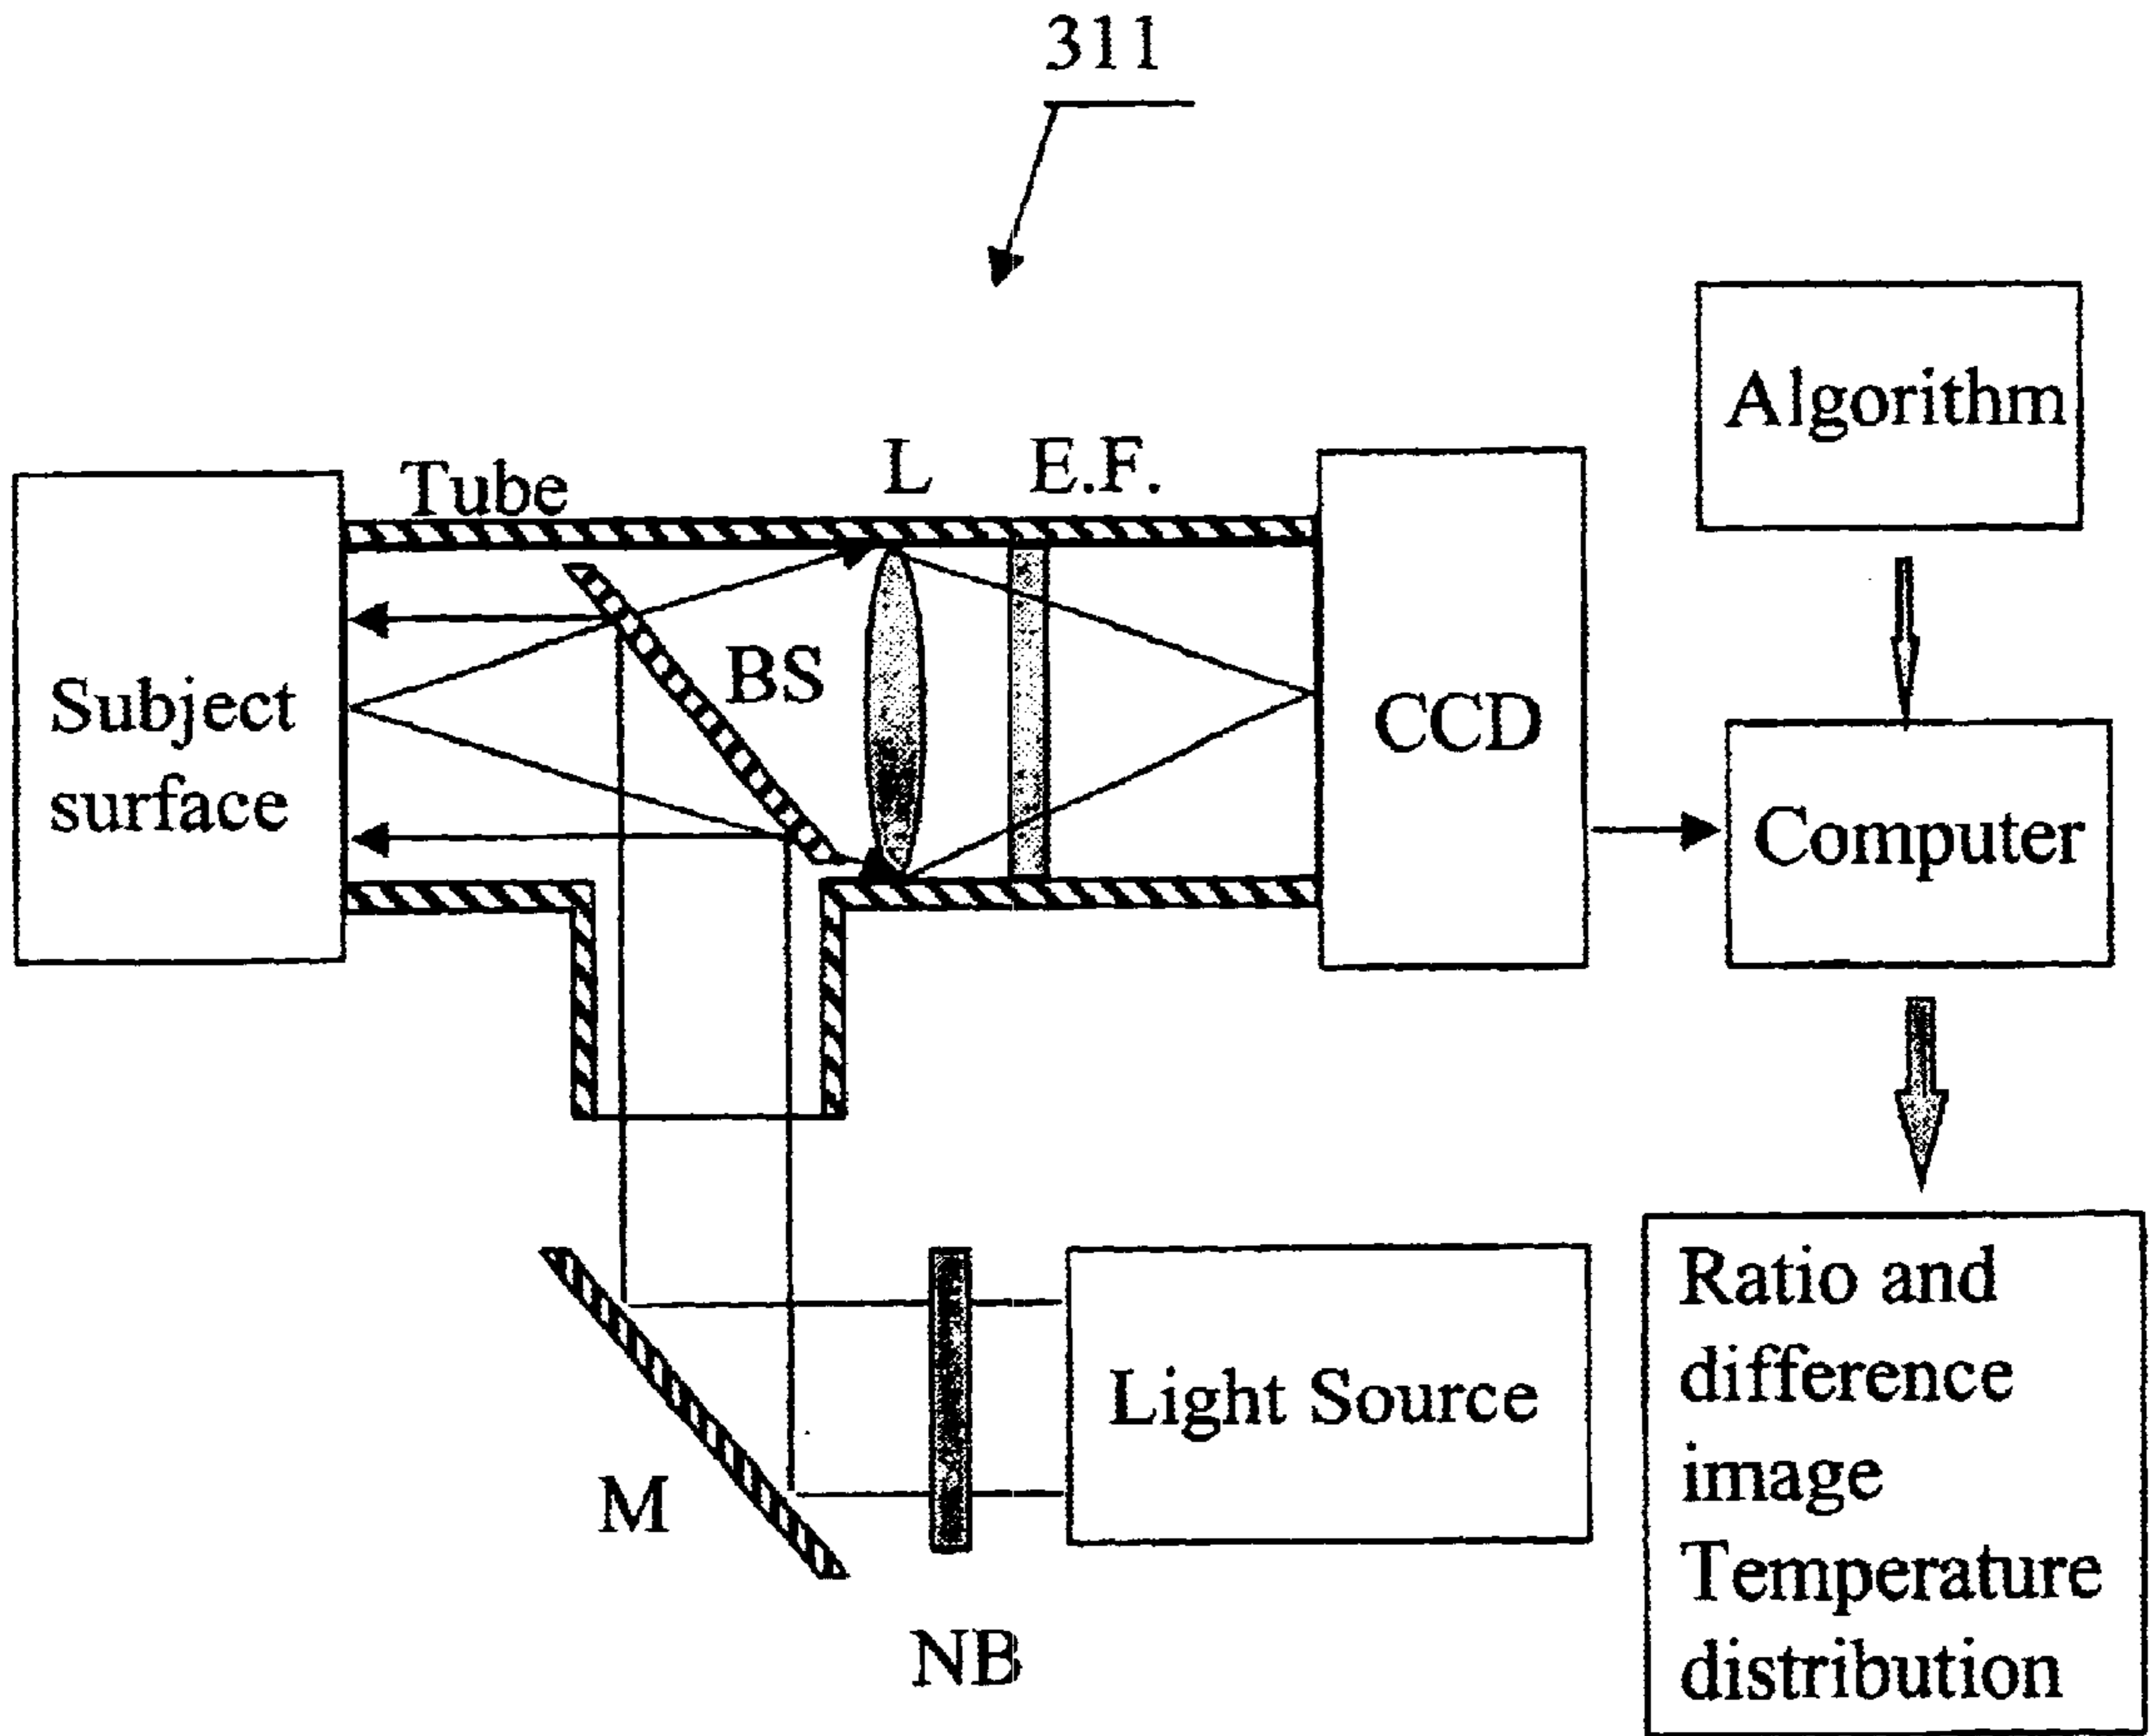 311
Algorithm
Tube
L
E.F.
BS
Subject
surface
CCD
Computer
Ratio and
difference
image
Temperature
distribution
Light Source
M
NB